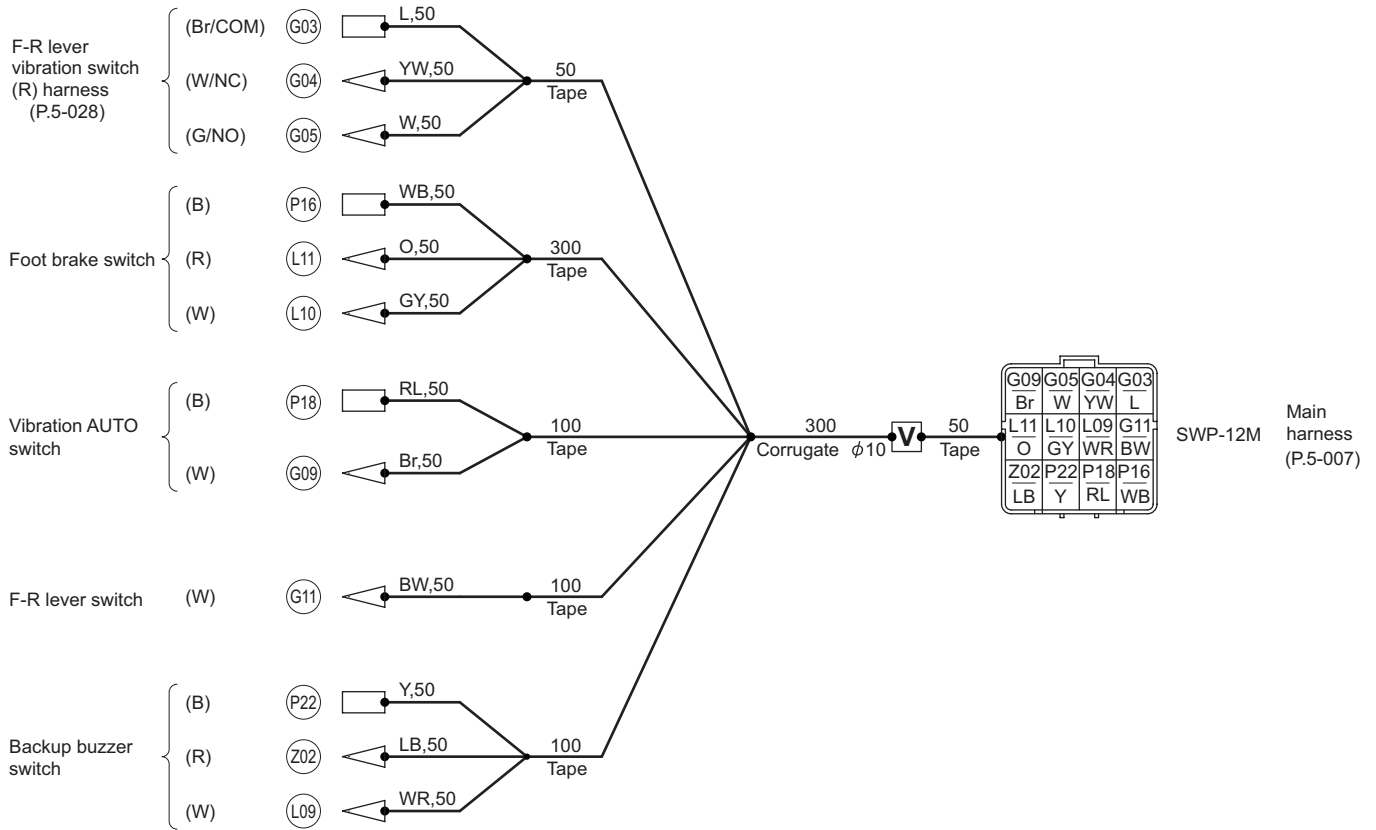 F-R lever
vibration switch
(R) harness
(P.5-028)
(Br/COM) G03 L,50
(W/NC) G04 YW,50
(G/NO) G05 W,50
50
Tape
Foot brake switch
(B) P16 WB,50
(R) L11 O,50
(W) L10 GY,50
300
Tape
Vibration AUTO
switch
(B) P18 RL,50
(W) G09 Br,50
100
Tape
F-R lever switch (W) G11 BW,50
100
Tape
Backup buzzer
switch
(B) P22 Y,50
(R) Z02 LB,50
(W) L09 WR,50
100
Tape
300
Corrugate ϕ10
V
50
Tape
G09 G05 G04 G03
Br W YW L
L11 L10 L09 G11
O GY WR BW
Z02 P22 P18 P16
LB Y RL WB
SWP-12M
Main
harness
(P.5-007)